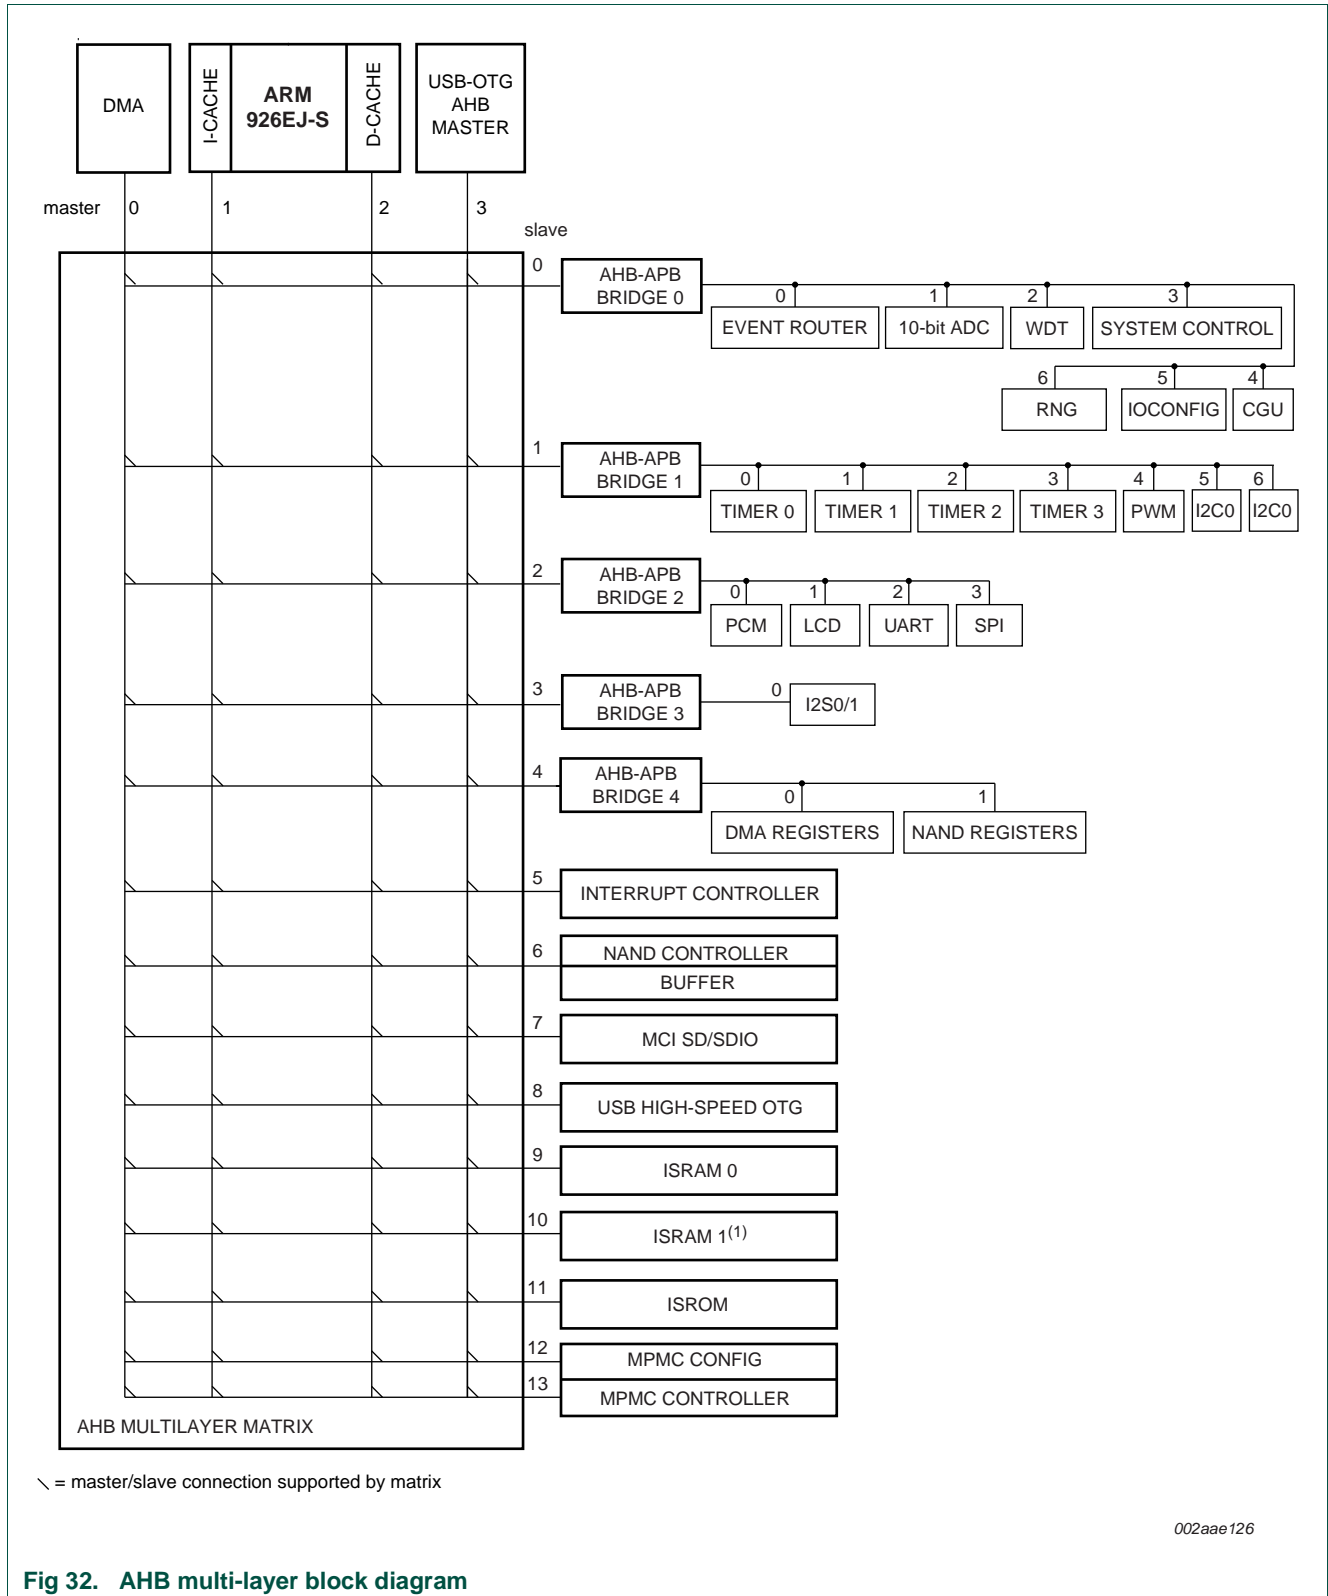 DMA
I-CACHE
ARM
926EJ-S
D-CACHE
USB-OTG
AHB
MASTER
master
0
1
2
3
slave
0
AHB-APB
BRIDGE 0
0
1
2
3
EVENT ROUTER
10-bit ADC
WDT
SYSTEM CONTROL
6
5
4
RNG
IOCONFIG
CGU
1
AHB-APB
BRIDGE 1
0
1
2
3
4
5
6
TIMER 0
TIMER 1
TIMER 2
TIMER 3
PWM
I2C0
I2C0
2
AHB-APB
BRIDGE 2
0
1
2
3
PCM
LCD
UART
SPI
3
AHB-APB
BRIDGE 3
0
I2S0/1
4
AHB-APB
BRIDGE 4
0
1
DMA REGISTERS
NAND REGISTERS
5
INTERRUPT CONTROLLER
6
NAND CONTROLLER
BUFFER
7
MCI SD/SDIO
8
USB HIGH-SPEED OTG
9
ISRAM 0
10
ISRAM 1(1)
11
ISROM
12
MPMC CONFIG
13
MPMC CONTROLLER
AHB MULTILAYER MATRIX
= master/slave connection supported by matrix
002aae126
Fig 32. AHB multi-layer block diagram